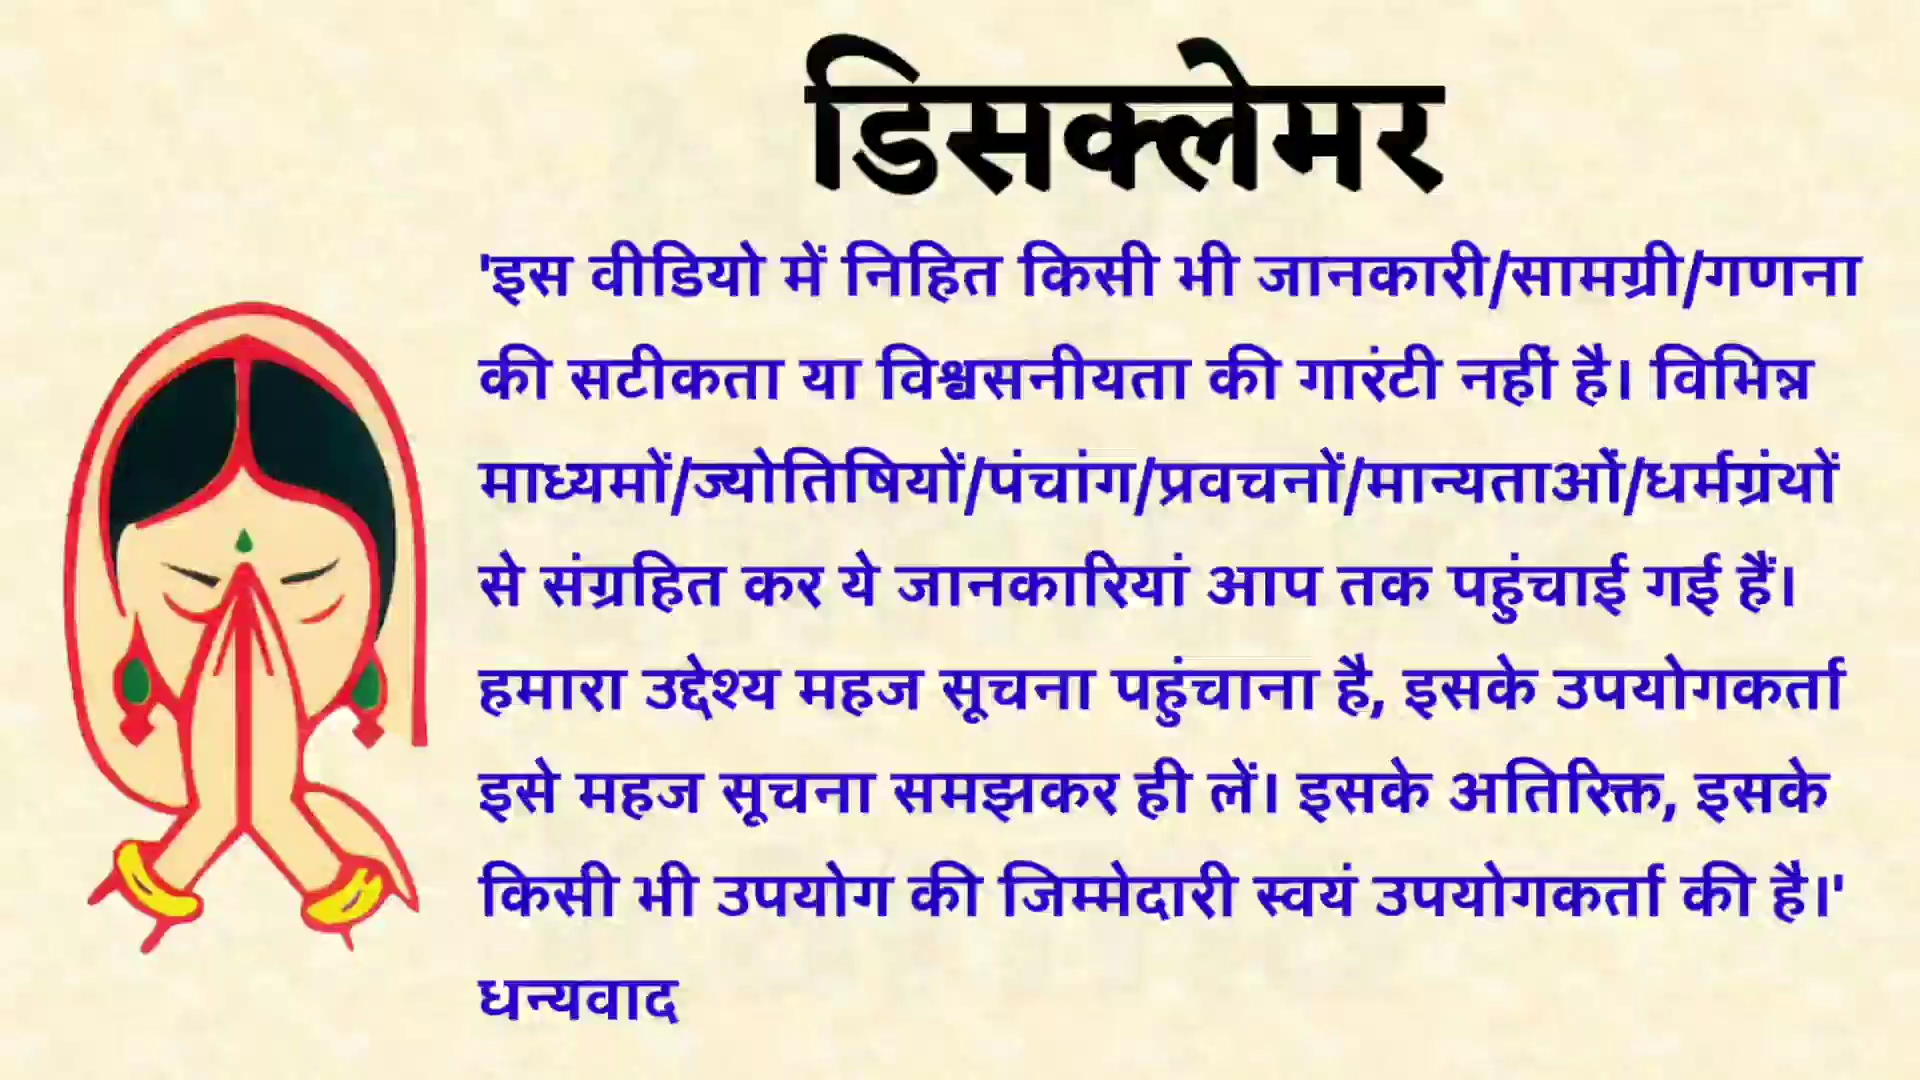 डिसक्लेमर
'इस वीडियो में निहित किसी भी जानकारी/सामग्री/गणना
की सटीकता या विश्वसनीयता की गारंटी नहीं है। विभिन्न
माध्यमों/ज्योतिषियों/पंचांग/प्रवचनों/मान्यताओं/धर्मग्रंथों
से संग्रहित कर ये जानकारियां आप तक पहुंचाई गई हैं।
हमारा उद्देश्य महज सूचना पहुंचाना है, इसके उपयोगकर्ता
इसे महज सूचना समझकर ही लें। इसके अतिरिक्त, इसके
किसी भी उपयोग की जिम्मेदारी स्वयं उपयोगकर्ता की है।'
धन्यवाद